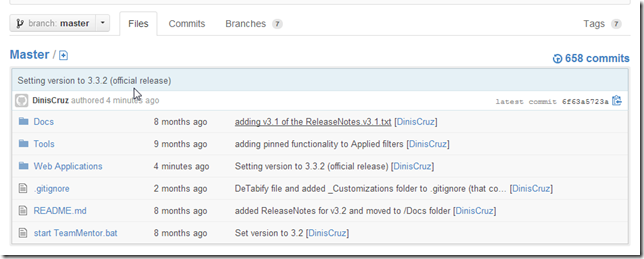 branch: master Files Commits Branches 7 Tags 7
Master / 658 commits
Setting version to 3.3.2 (official release)
DinisCruz authored 4 minutes ago latest commit 6f63a5723a
Docs 8 months ago adding v3.1 of the ReleaseNotes.v3.1.txt [DinisCruz]
Tools 9 months ago adding pinned functionality to Applied filters [DinisCruz]
Web Applications 4 minutes ago Setting version to 3.3.2 (official release) [DinisCruz]
.gitignore 2 months ago DeTabify file and added _Customizations folder to .gitignore (that co… [DinisCruz]
README.md 8 months ago added ReleaseNotes for v3.2 and moved to /Docs folder [DinisCruz]
start TeamMentor.bat 8 months ago Set version to 3.2 [DinisCruz]